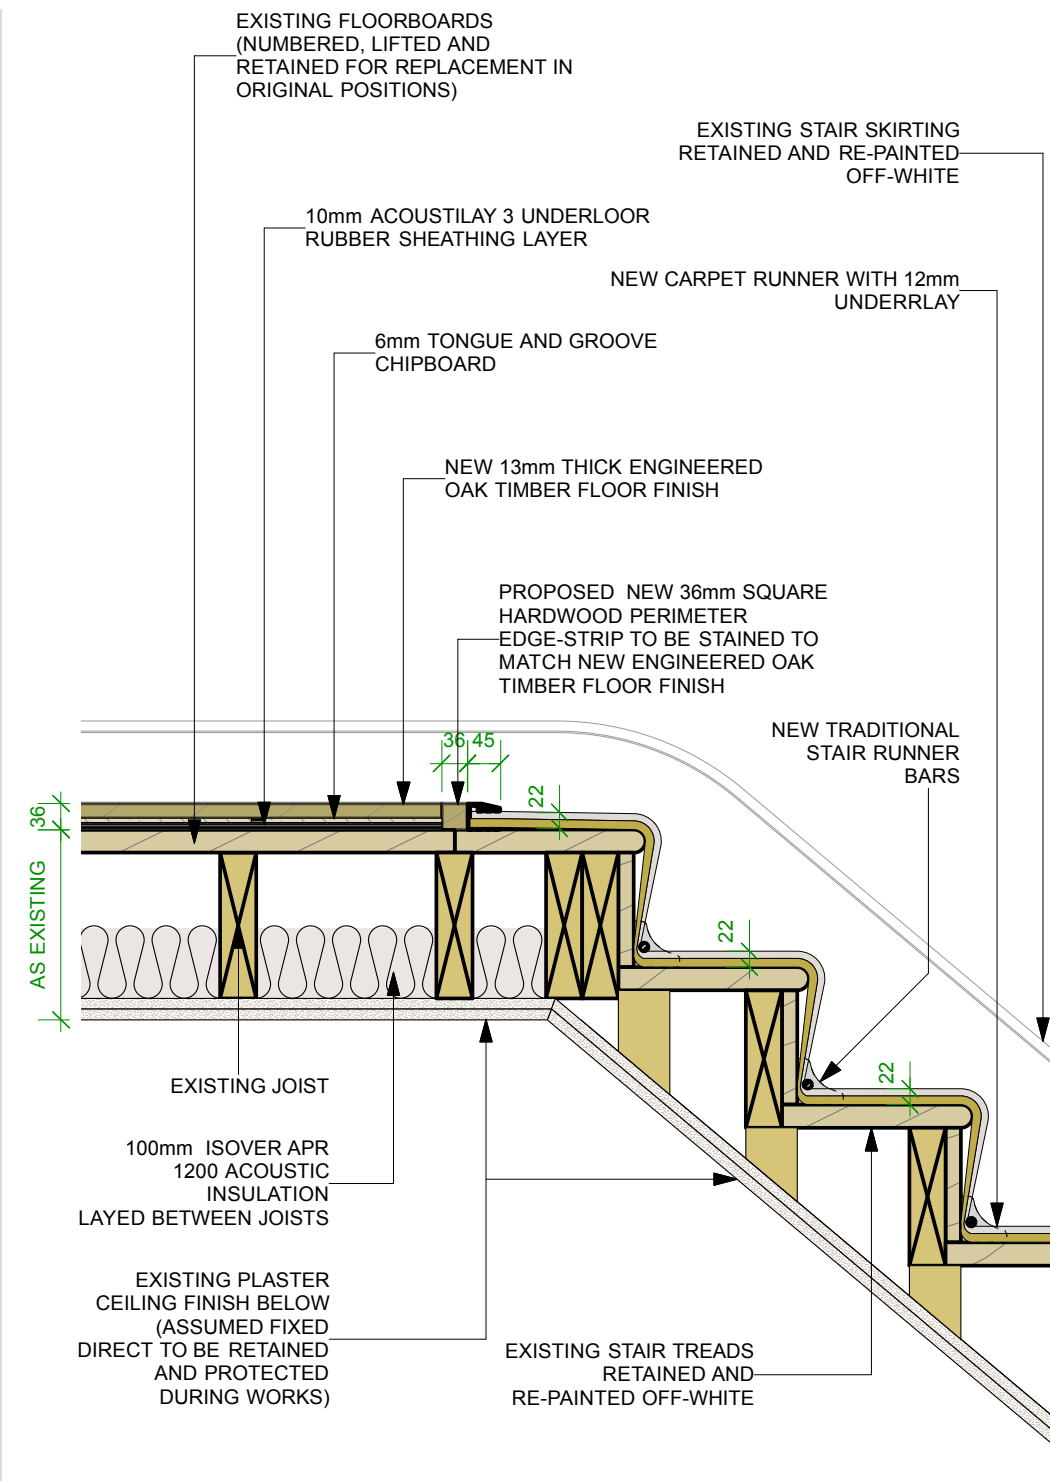 EXISTING FLOORBOARDS
(NUMBERED, LIFTED AND
RETAINED FOR REPLACEMENT IN
ORIGINAL POSITIONS)
EXISTING STAIR SKIRTING
RETAINED AND RE-PAINTED
OFF-WHITE
10mm ACOUSTILAY 3 UNDERLOOR
RUBBER SHEATHING LAYER
NEW CARPET RUNNER WITH 12mm
UNDERRLAY
6mm TONGUE AND GROOVE
CHIPBOARD
NEW 13mm THICK ENGINEERED
OAK TIMBER FLOOR FINISH
PROPOSED NEW 36mm SQUARE
HARDWOOD PERIMETER
EDGE-STRIP TO BE STAINED TO
MATCH NEW ENGINEERED OAK
TIMBER FLOOR FINISH
NEW TRADITIONAL
STAIR RUNNER
BARS
36 45
22
36
AS EXISTING
22
22
EXISTING JOIST
100mm ISOVER APR
1200 ACOUSTIC
INSULATION
LAYED BETWEEN JOISTS
EXISTING PLASTER
CEILING FINISH BELOW
(ASSUMED FIXED
DIRECT TO BE RETAINED
AND PROTECTED
DURING WORKS)
EXISTING STAIR TREADS
RETAINED AND
RE-PAINTED OFF-WHITE